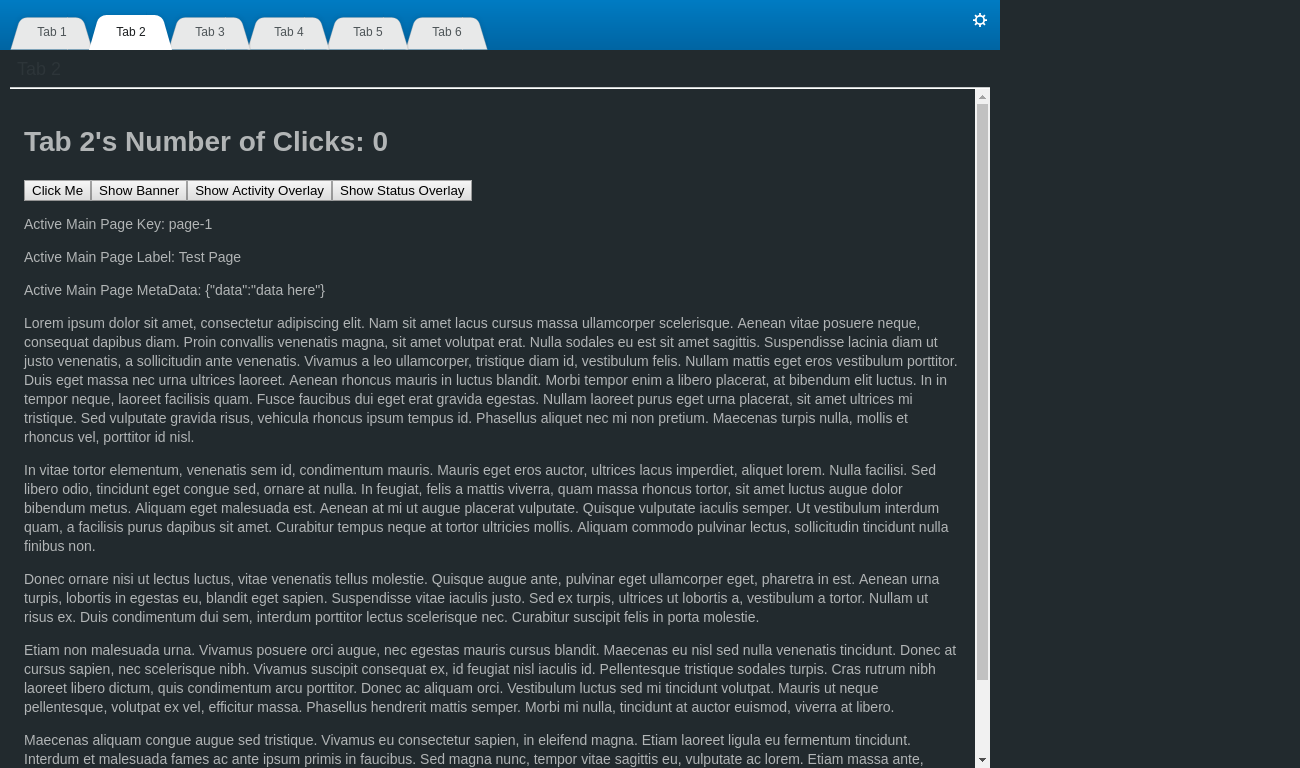 Tab 1 Tab 2 Tab 3 Tab 4 Tab 5 Tab 6
Tab 2
Tab 2's Number of Clicks: 0
Click Me Show Banner Show Activity Overlay Show Status Overlay
Active Main Page Key: page-1
Active Main Page Label: Test Page
Active Main Page MetaData: {"data":"data here"}
Lorem ipsum dolor sit amet, consectetur adipiscing elit. Nam sit amet lacus cursus massa ullamcorper scelerisque. Aenean vitae posuere neque,
consequat dapibus diam. Proin convallis venenatis magna, sit amet volutpat erat. Nulla sodales eu est sit amet sagittis. Suspendisse lacinia diam ut
justo venenatis, a sollicitudin ante venenatis. Vivamus a leo ullamcorper, tristique diam id, vestibulum felis. Nullam mattis eget eros vestibulum porttitor.
Duis eget massa nec urna ultrices laoreet. Aenean rhoncus mauris in luctus blandit. Morbi tempor enim a libero placerat, at bibendum elit luctus. In in
tempor neque, laoreet facilisis quam. Fusce faucibus dui eget erat gravida egestas. Nullam laoreet purus eget urna placerat, sit amet ultrices mi
tristique. Sed vulputate gravida risus, vehicula rhoncus ipsum tempus id. Phasellus aliquet nec mi non pretium. Maecenas turpis nulla, mollis et
rhoncus vel, porttitor id nisl.
In vitae tortor elementum, venenatis sem id, condimentum mauris. Mauris eget eros auctor, ultrices lacus imperdiet, aliquet lorem. Nulla facilisi. Sed
libero odio, tincidunt eget congue sed, ornare at nulla. In feugiat, felis a mattis viverra, quam massa rhoncus tortor, sit amet luctus augue dolor
bibendum metus. Aliquam eget malesuada est. Aenean at mi ut augue placerat vulputate. Quisque vulputate iaculis semper. Ut vestibulum interdum
quam, a facilisis purus dapibus sit amet. Curabitur tempus neque at tortor ultricies mollis. Aliquam commodo pulvinar lectus, sollicitudin tincidunt nulla
finibus non.
Donec ornare nisi ut lectus luctus, vitae venenatis tellus molestie. Quisque augue ante, pulvinar eget ullamcorper eget, pharetra in est. Aenean urna
turpis, lobortis in egestas eu, blandit eget sapien. Suspendisse vitae iaculis justo. Sed ex turpis, ultrices ut lobortis a, vestibulum a tortor. Nullam ut
risus ex. Duis condimentum dui sem, interdum porttitor lectus scelerisque nec. Curabitur suscipit felis in porta molestie.
Etiam non malesuada urna. Vivamus posuere orci augue, nec egestas mauris cursus blandit. Maecenas eu nisl sed nulla venenatis tincidunt. Donec at
cursus sapien, nec scelerisque nibh. Vivamus suscipit consequat ex, id feugiat nisl iaculis id. Pellentesque tristique sodales turpis. Cras rutrum nibh
laoreet libero dictum, quis condimentum arcu porttitor. Donec ac aliquam orci. Vestibulum luctus sed mi tincidunt volutpat. Mauris ut neque
pellentesque, volutpat ex vel, efficitur massa. Phasellus hendrerit mattis semper. Morbi mi nulla, tincidunt at auctor euismod, viverra at libero.
Maecenas aliquam congue augue sed tristique. Vivamus eu consectetur sapien, in eleifend magna. Etiam laoreet ligula eu fermentum tincidunt.
Interdum et malesuada fames ac ante ipsum primis in faucibus. Sed magna nunc, tempor vitae sagittis eu, vulputate ac lorem. Etiam massa ante,